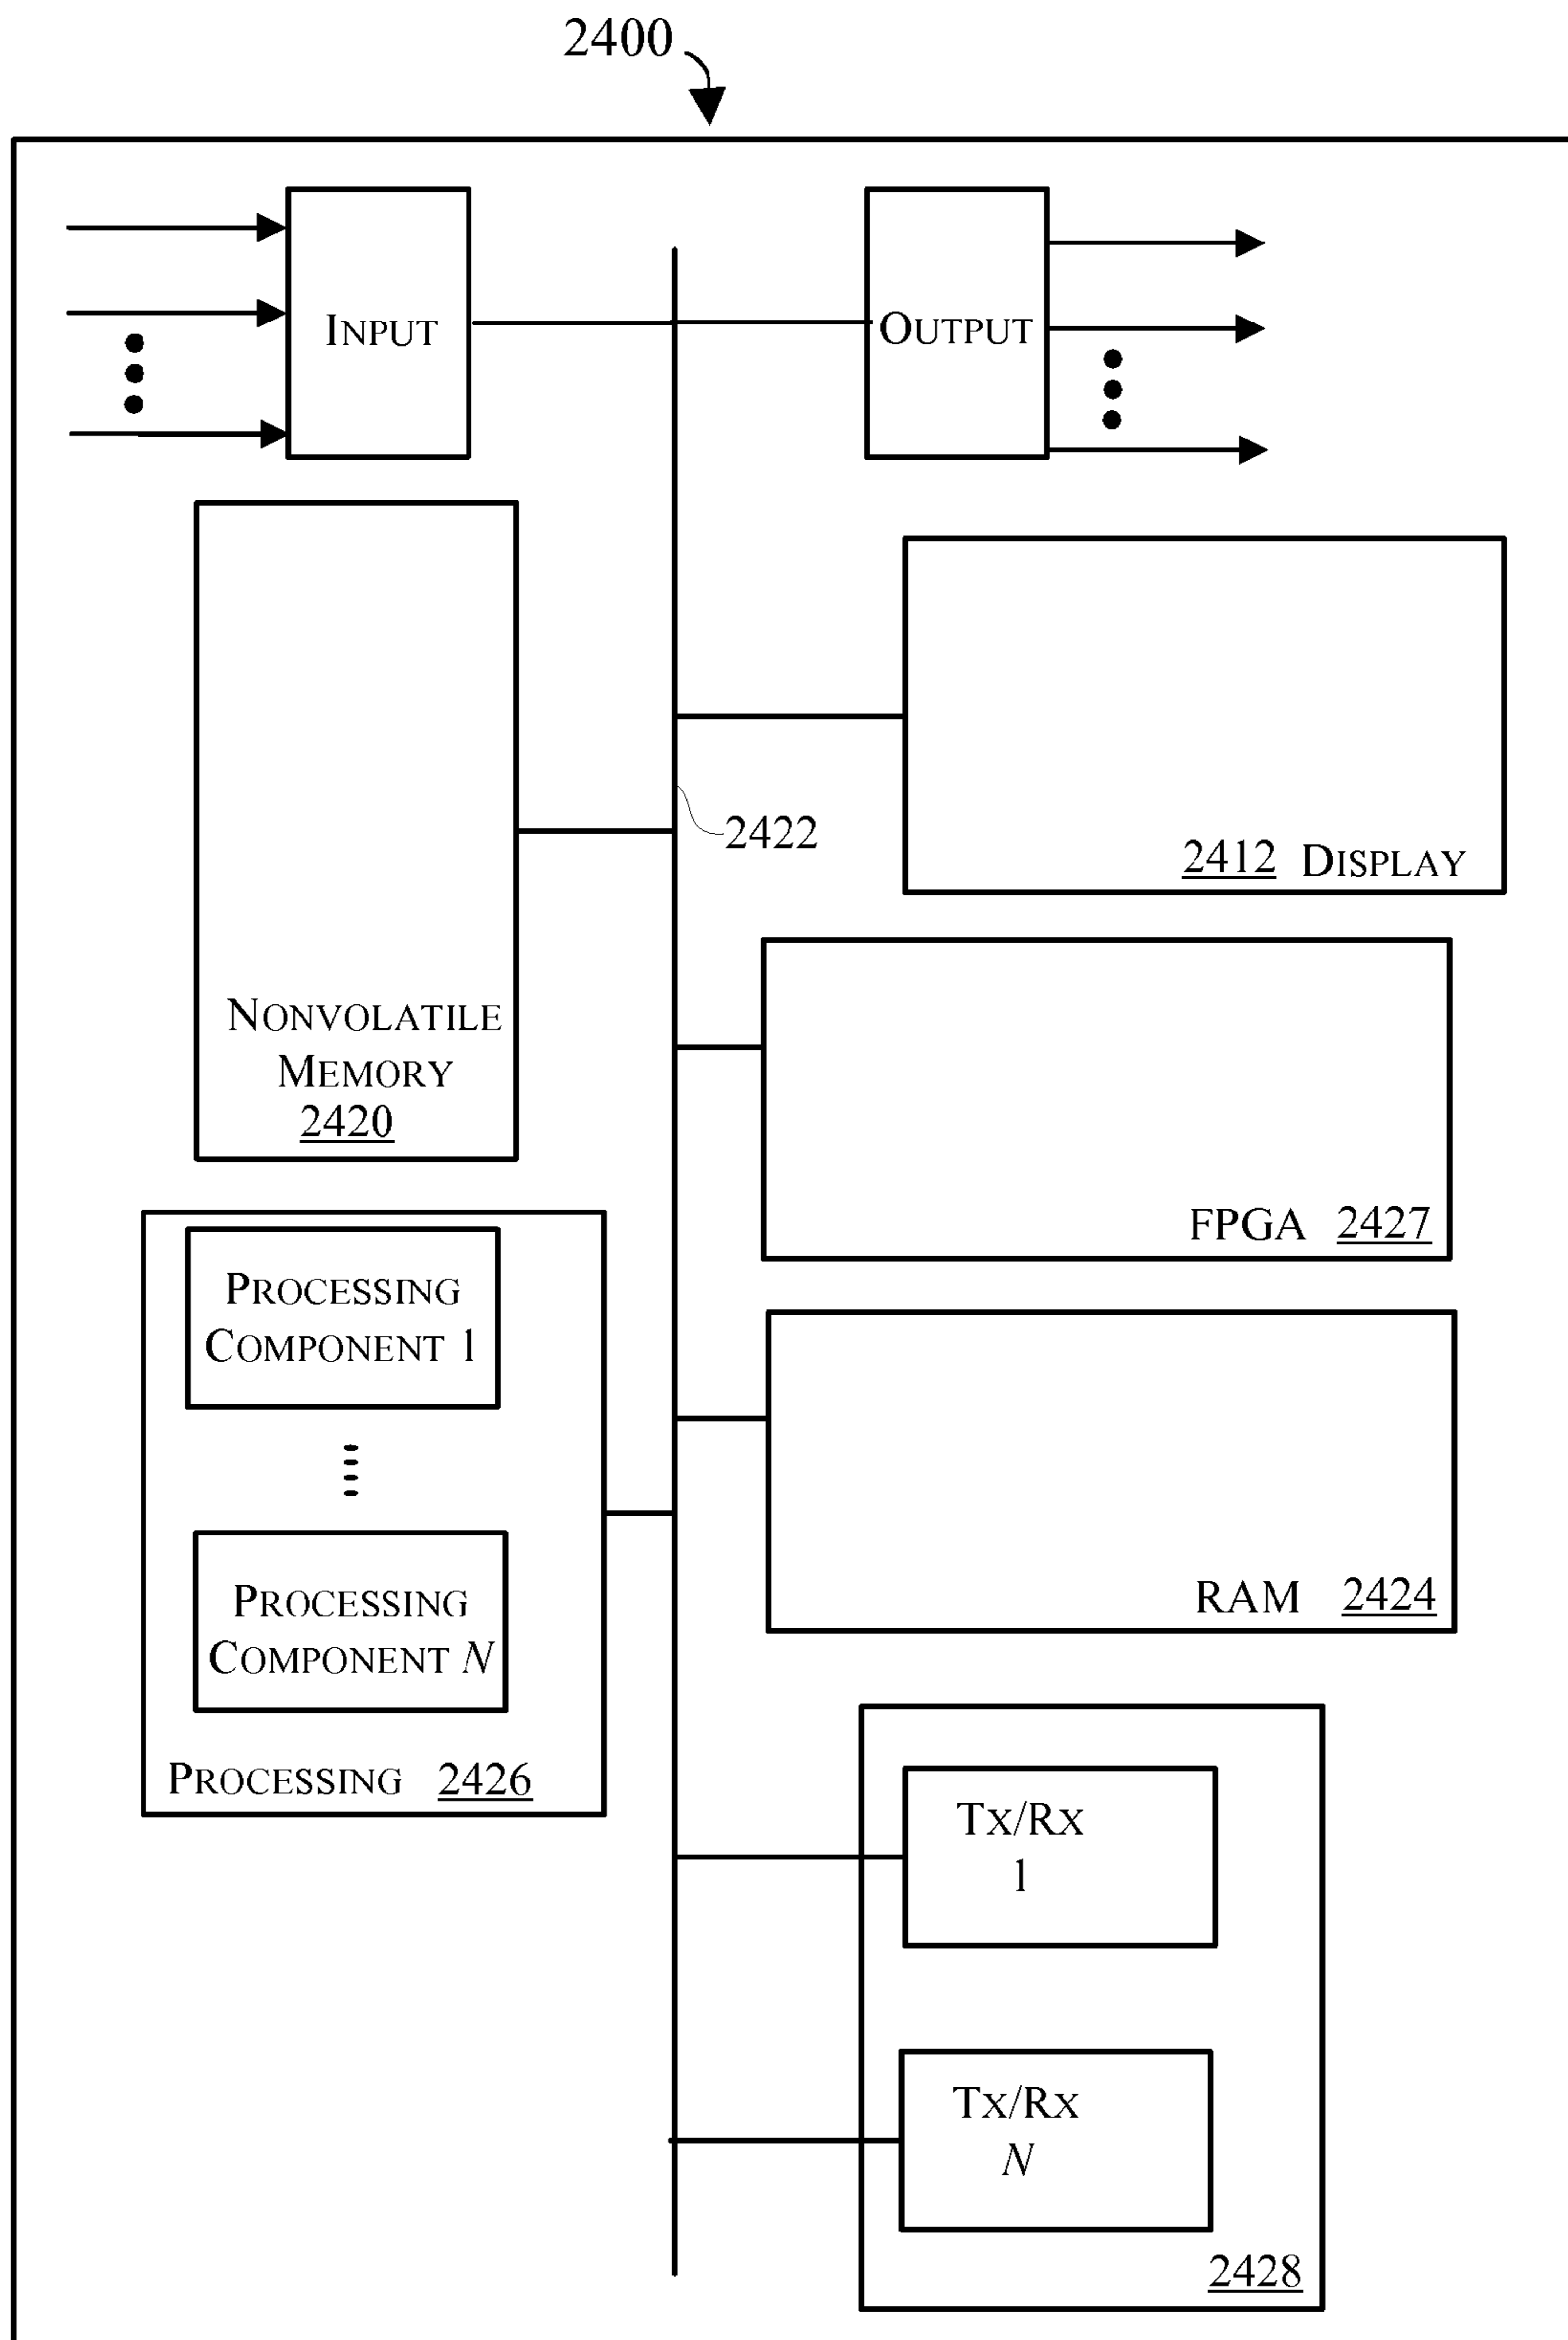 2400
INPUT
OUTPUT
2422
2412 DISPLAY
NONVOLATILE
MEMORY
2420
FPGA 2427
PROCESSING
COMPONENT 1
RAM 2424
PROCESSING
COMPONENT N
PROCESSING 2426
TX/RX
1
TX/RX
N
2428